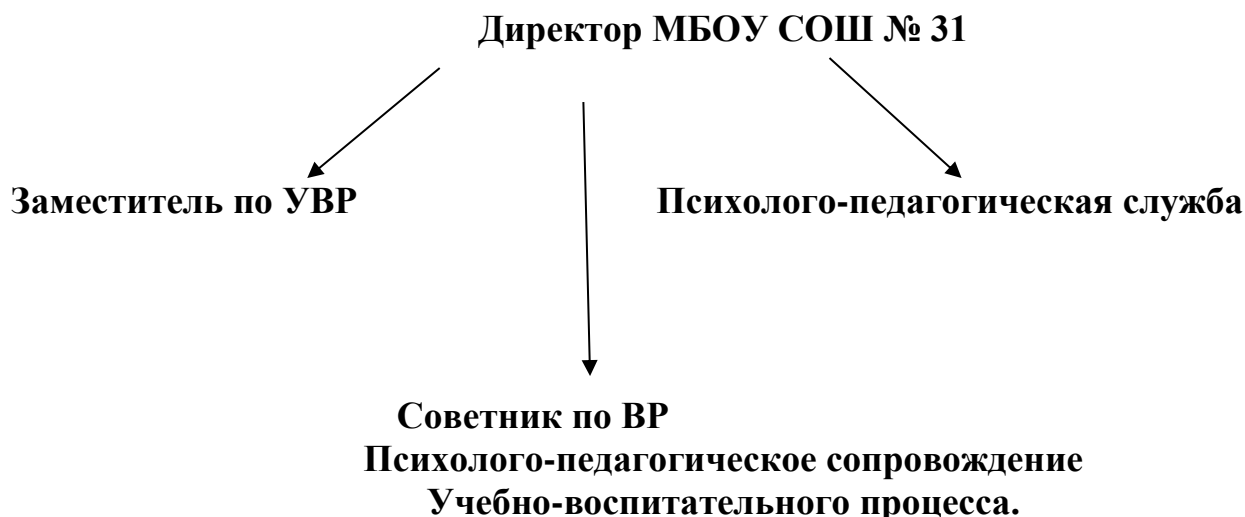 Директор МБОУ СОШ № 31
Заместитель по УВР
Психолого-педагогическая служба
Советник по ВР
Психолого-педагогическое сопровождение
Учебно-воспитательного процесса.